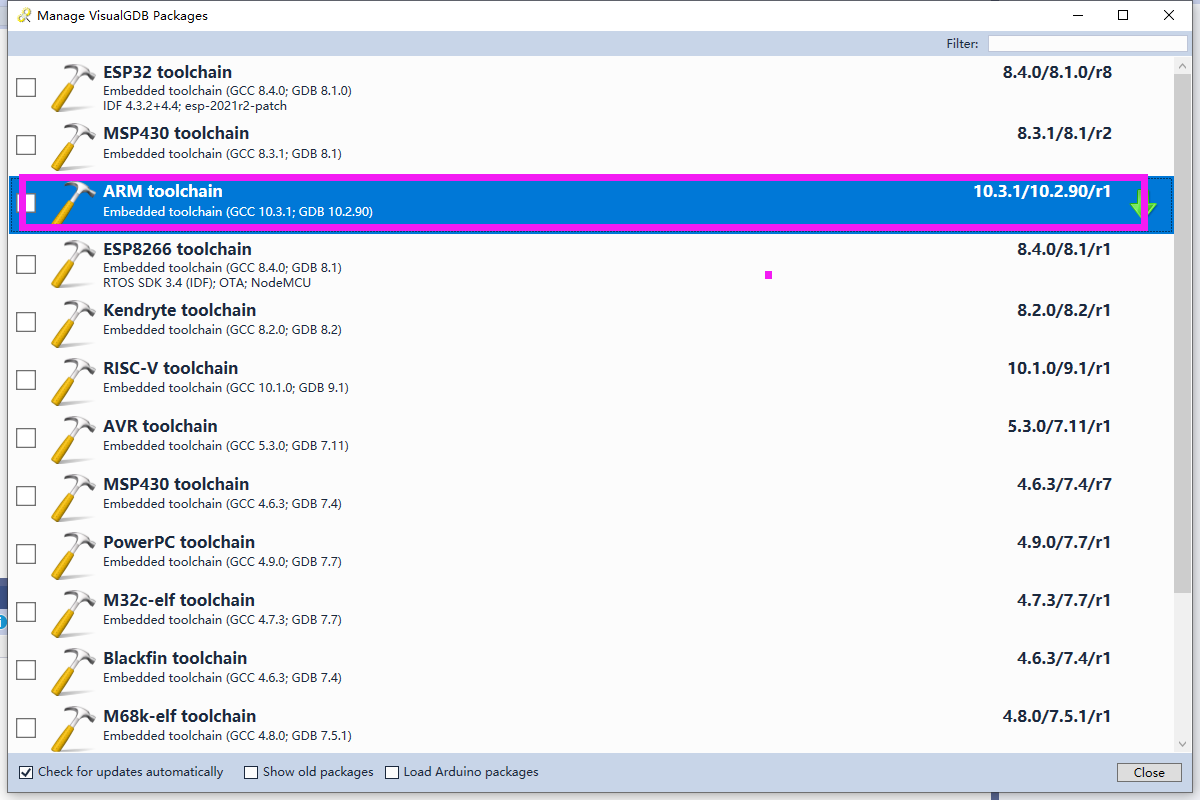 Manage VisualGDB Packages
Filter:
ESP32 toolchain 8.4.0/8.1.0/r8
Embedded toolchain (GCC 8.4.0; GDB 8.1.0)
IDF 4.3.2+4.4; esp-2021r2-patch
MSP430 toolchain 8.3.1/8.1/r2
Embedded toolchain (GCC 8.3.1; GDB 8.1)
ARM toolchain 10.3.1/10.2.90/r1
Embedded toolchain (GCC 10.3.1; GDB 10.2.90)
ESP8266 toolchain 8.4.0/8.1/r1
Embedded toolchain (GCC 8.4.0; GDB 8.1)
RTOS SDK 3.4 (IDF); OTA; NodeMCU
Kendryte toolchain 8.2.0/8.2/r1
Embedded toolchain (GCC 8.2.0; GDB 8.2)
RISC-V toolchain 10.1.0/9.1/r1
Embedded toolchain (GCC 10.1.0; GDB 9.1)
AVR toolchain 5.3.0/7.11/r1
Embedded toolchain (GCC 5.3.0; GDB 7.11)
MSP430 toolchain 4.6.3/7.4/r7
Embedded toolchain (GCC 4.6.3; GDB 7.4)
PowerPC toolchain 4.9.0/7.7/r1
Embedded toolchain (GCC 4.9.0; GDB 7.7)
M32c-elf toolchain 4.7.3/7.7/r1
Embedded toolchain (GCC 4.7.3; GDB 7.7)
Blackfin toolchain 4.6.3/7.4/r1
Embedded toolchain (GCC 4.6.3; GDB 7.4)
M68k-elf toolchain 4.8.0/7.5.1/r1
Embedded toolchain (GCC 4.8.0; GDB 7.5.1)
Check for updates automatically Show old packages Load Arduino packages Close